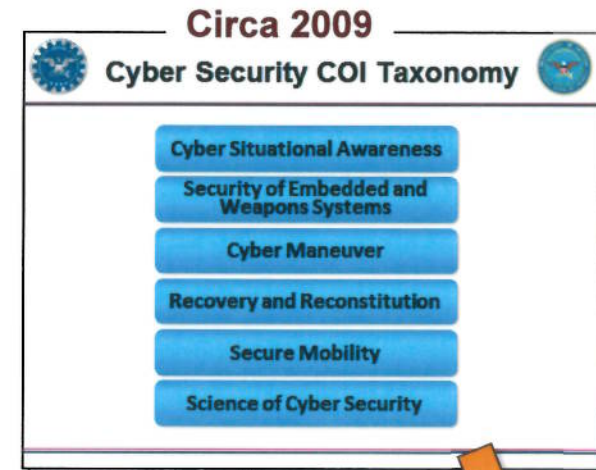 Circa 2009
Cyber Security COI Taxonomy
Cyber Situational Awareness
Security of Embedded and
Weapons Systems
Cyber Maneuver
Recovery and Reconstitution
Secure Mobility
Science of Cyber Security